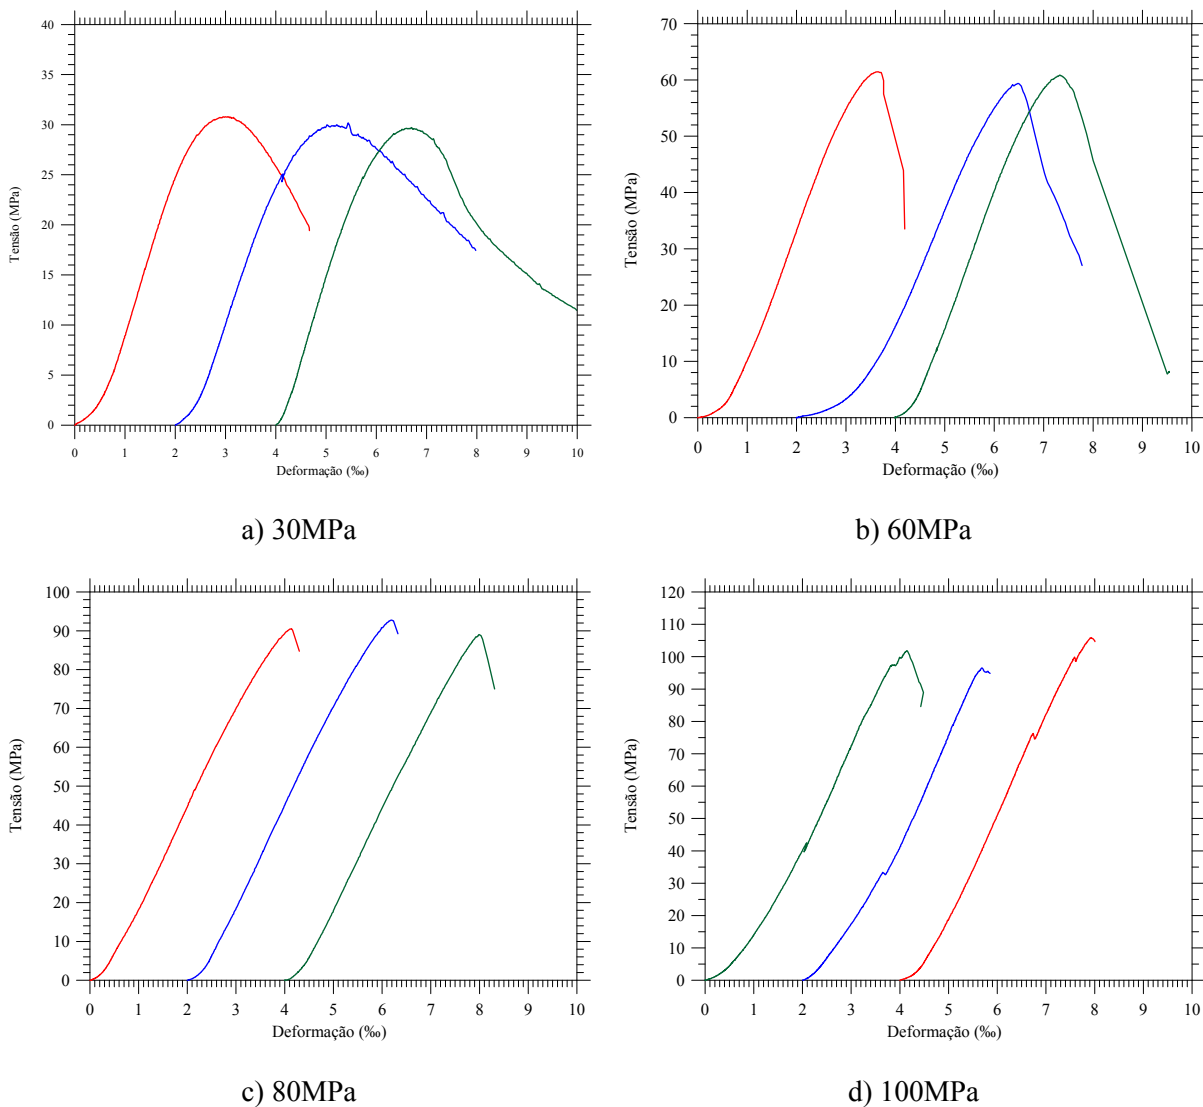 40
35
30
25
20
15
10
5
0
Tensão (MPa)
0 1 2 3 4 5 6 7 8 9 10
Deformação (‰)
a) 30MPa
70
60
50
40
30
20
10
0
Tensão (MPa)
0 1 2 3 4 5 6 7 8 9 10
Deformação (‰)
b) 60MPa
100
90
80
70
60
50
40
30
20
10
0
Tensão (MPa)
0 1 2 3 4 5 6 7 8 9 10
Deformação (‰)
c) 80MPa
120
110
100
90
80
70
60
50
40
30
20
10
0
Tensão (MPa)
0 1 2 3 4 5 6 7 8 9 10
Deformação (‰)
d) 100MPa